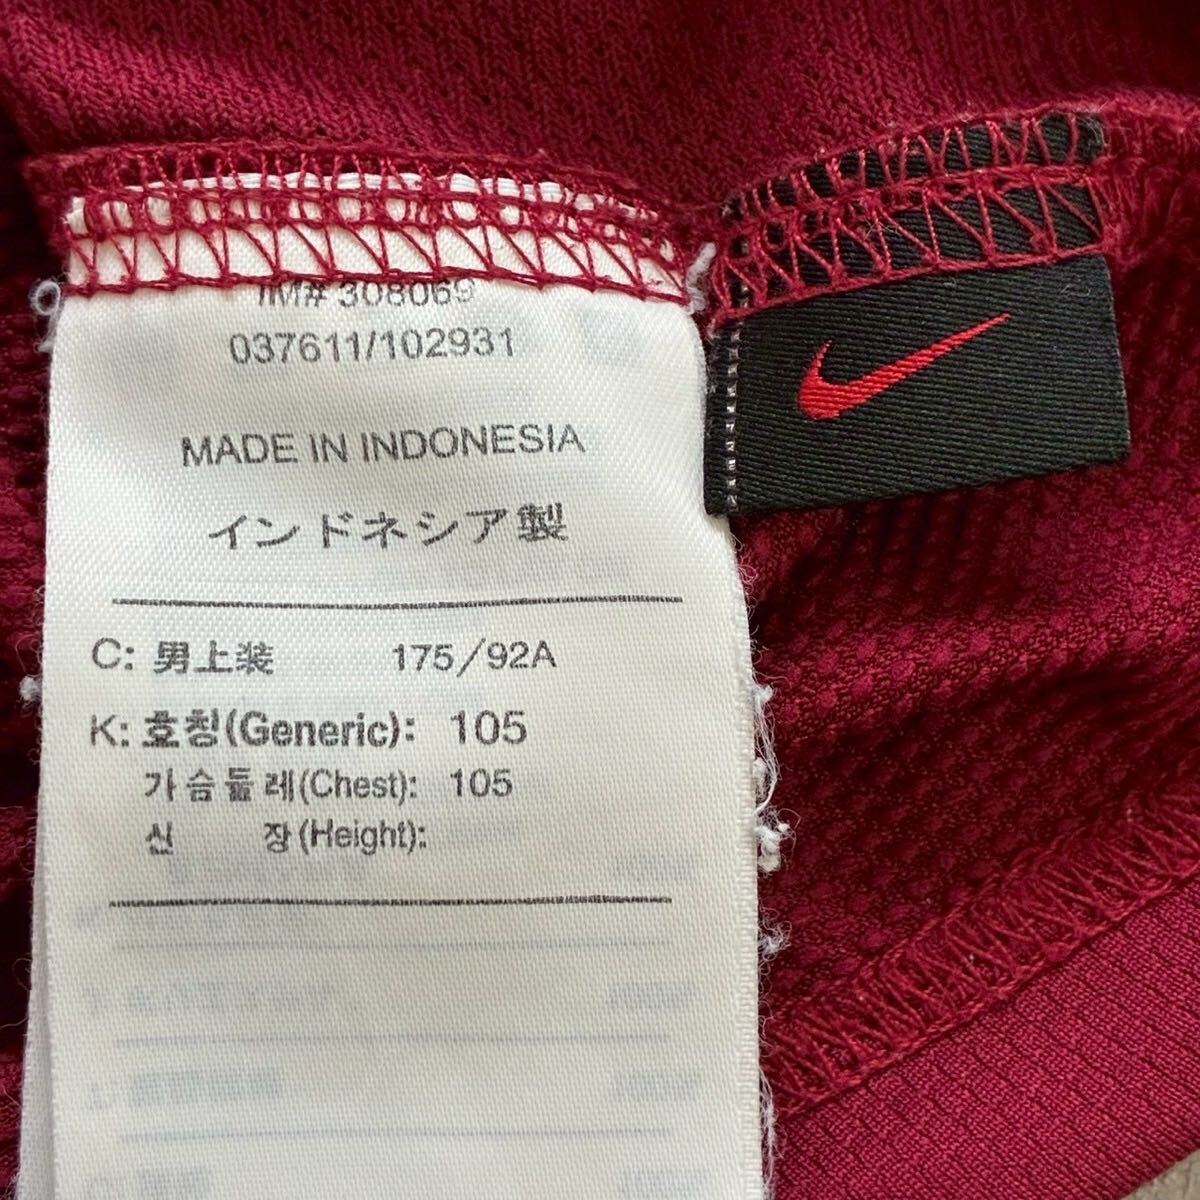 IM# 308069
037611/102931
MADE IN INDONESIA
インドネシア製
C: 男上装 175/92A
K: 호칭(Generic): 105
가슴둘레(Chest): 105
신 장(Height):